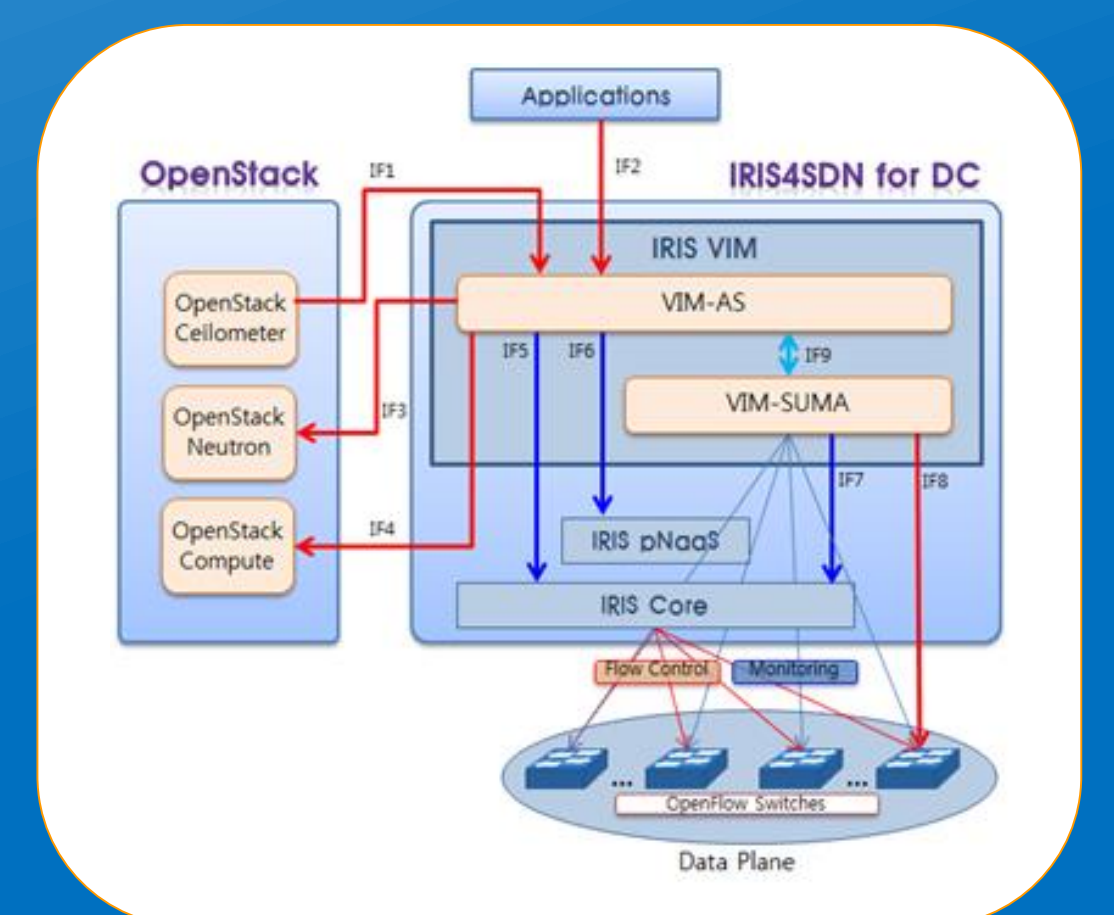 Applications
OpenStack
IF1
IF2
IRIS4SDN for DC
IRIS VIM
OpenStack
Ceilometer
VIM-AS
IF5
IF6
IF9
OpenStack
Neutron
IF3
VIM-SUMA
IF7
IF8
OpenStack
Compute
IF4
IRIS pNaaS
IRIS Core
Flow Control
Monitoring
...
...
OpenFlow Switches
Data Plane